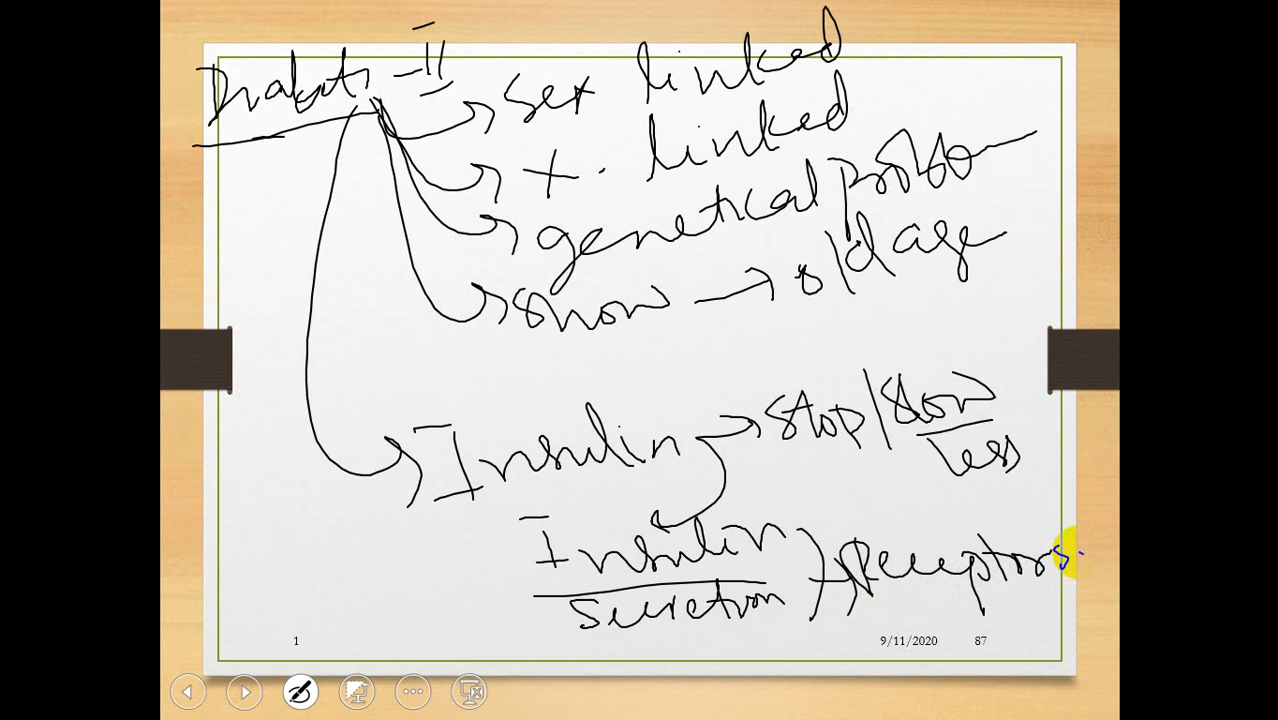 Diabetes -II
Sex linked
X. linked
genetical problem
Show → old age
Insulin → Stop/Slow
less
Insulin
Secretion
Receptors.
1
9/11/2020
87